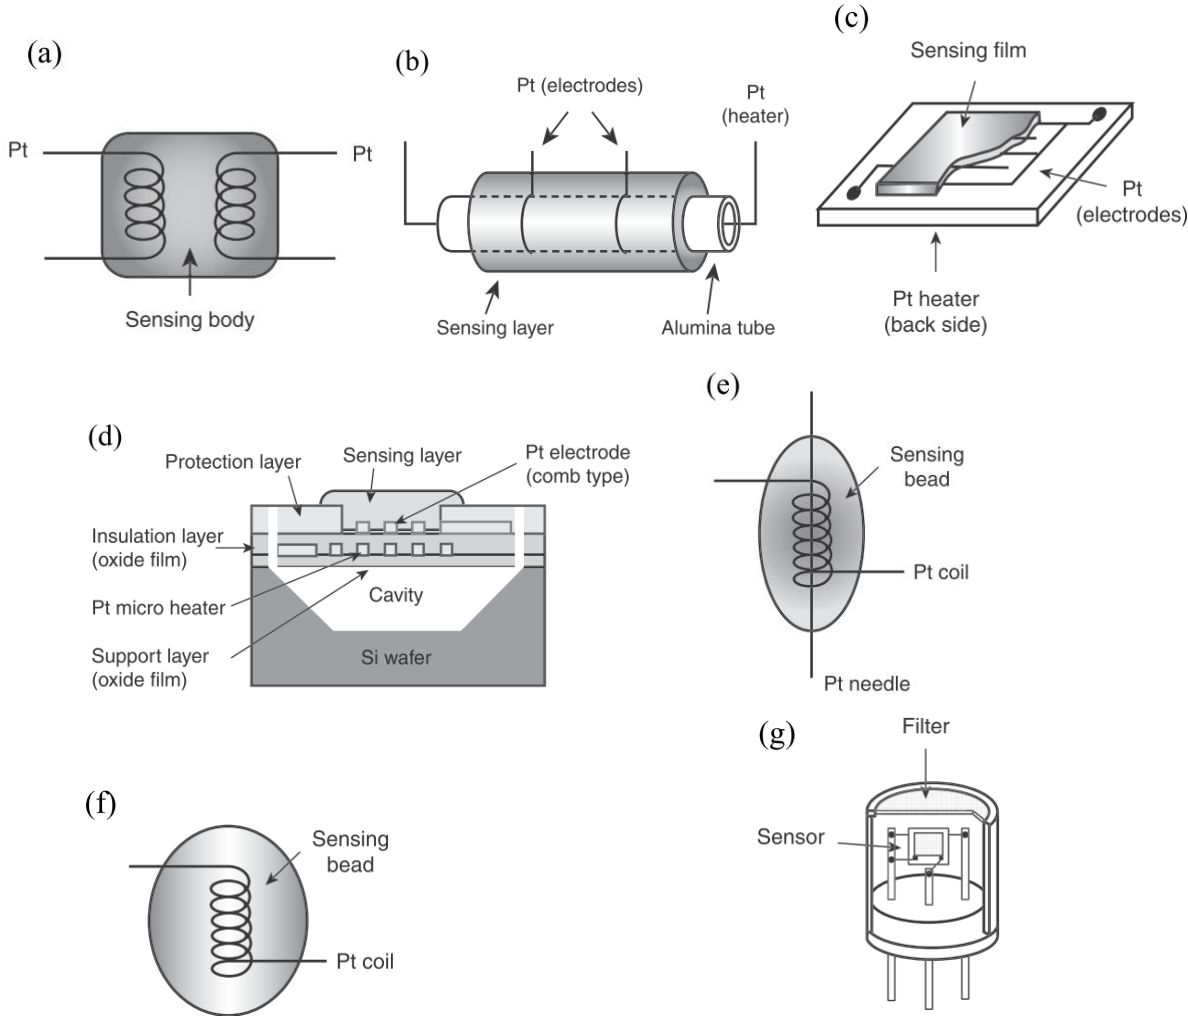 (a)
Pt
Pt
Sensing body
(b)
Pt (electrodes)
Pt
(heater)
Sensing layer
Alumina tube
(c)
Sensing film
Pt
(electrodes)
Pt heater
(back side)
(d)
Protection layer
Sensing layer
Pt electrode
(comb type)
Insulation layer
(oxide film)
Pt micro heater
Cavity
Support layer
(oxide film)
Si wafer
(e)
Sensing
bead
Pt coil
Pt needle
(f)
Sensing
bead
Pt coil
(g)
Filter
Sensor